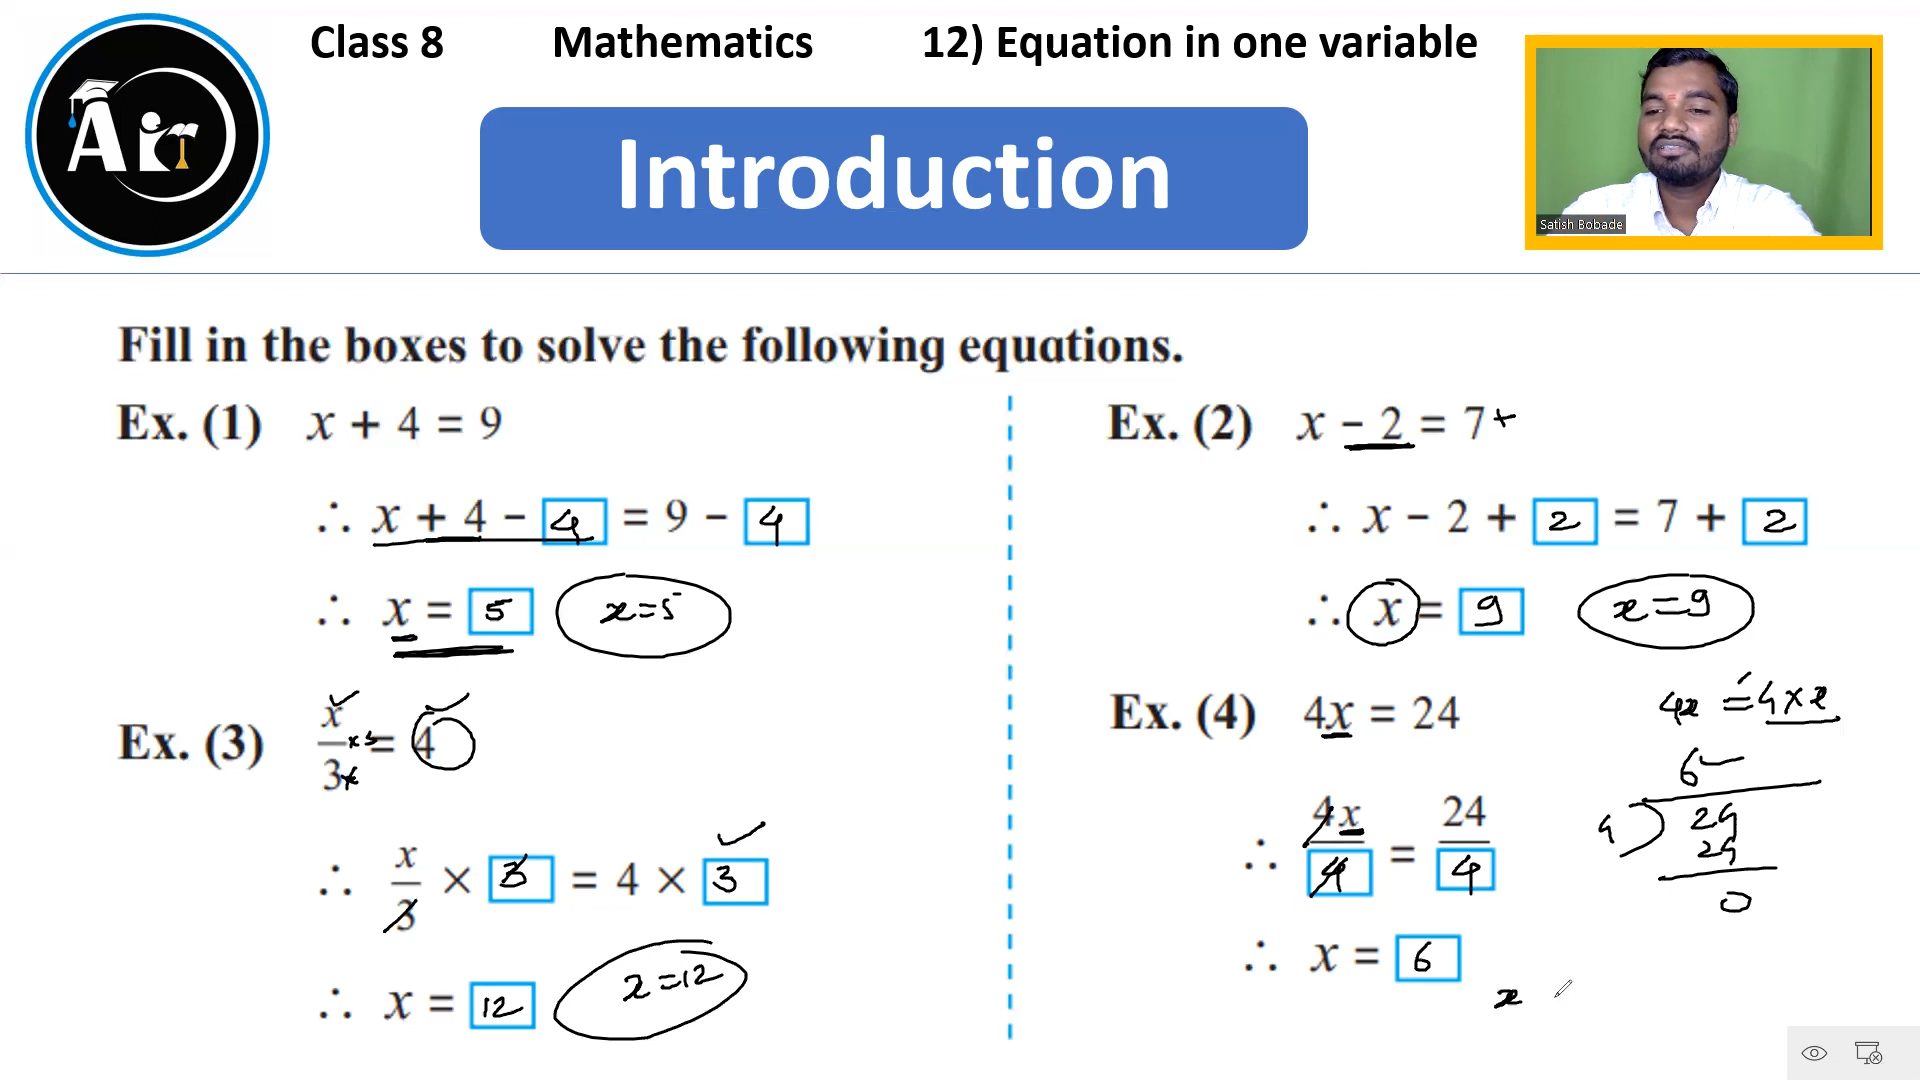 Class 8 Mathematics 12) Equation in one variable
Air
Introduction
Satish Bobade
Fill in the boxes to solve the following equations.
Ex. (1) x + 4 = 9
∴ x + 4 - 4 = 9 - 4
∴ x = 5 x=5
Ex. (2) x - 2 = 7+
∴ x - 2 + 2 = 7 + 2
∴ x = 9 x=9
Ex. (3) x/3 = 4
∴ x/3 × 3 = 4 × 3
∴ x = 12 x=12
Ex. (4) 4x = 24
4x = 4×x
∴ 4x/4 = 24/4
6
4) 24
24
0
∴ x = 6
x